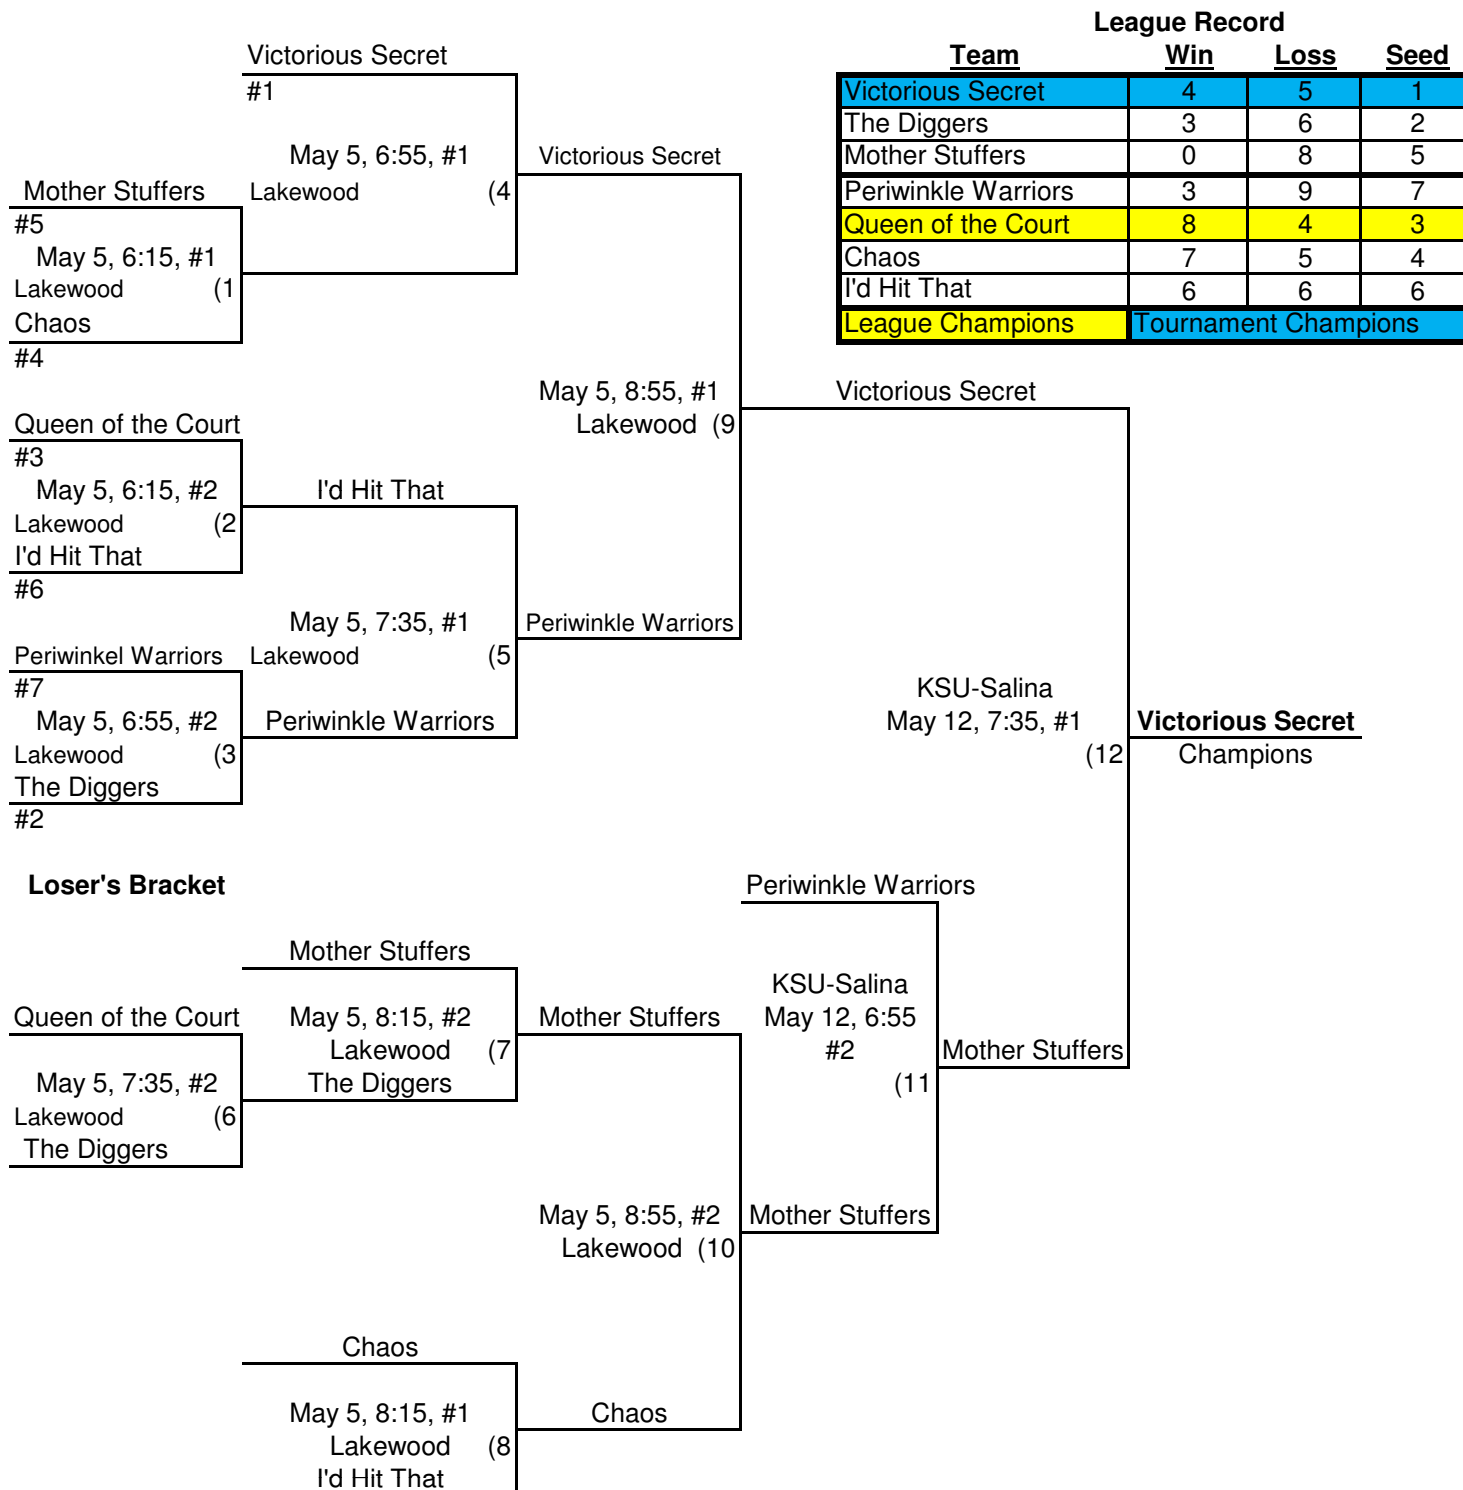 League Record
Team Win Loss Seed
Victorious Secret 4 5 1
The Diggers 3 6 2
Mother Stuffers 0 8 5
Periwinkle Warriors 3 9 7
Queen of the Court 8 4 3
Chaos 7 5 4
I'd Hit That 6 6 6
League Champions Tournament Champions
Victorious Secret
#1
May 5, 6:55, #1
Lakewood (4
Victorious Secret
Mother Stuffers
#5
May 5, 6:15, #1
Lakewood (1
Chaos
#4
May 5, 8:55, #1
Lakewood (9
Victorious Secret
Queen of the Court
#3
May 5, 6:15, #2
Lakewood (2
I'd Hit That
#6
I'd Hit That
May 5, 7:35, #1
Lakewood (5
Periwinkle Warriors
Periwinkel Warriors
#7
May 5, 6:55, #2
Lakewood (3
The Diggers
#2
Periwinkle Warriors
KSU-Salina
May 12, 7:35, #1
(12
Victorious Secret
Champions
Loser's Bracket
Periwinkle Warriors
Mother Stuffers
KSU-Salina
May 12, 6:55
#2
(11
Mother Stuffers
Queen of the Court
May 5, 7:35, #2
Lakewood (6
The Diggers
May 5, 8:15, #2
Lakewood (7
The Diggers
Mother Stuffers
May 5, 8:55, #2
Lakewood (10
Mother Stuffers
Chaos
May 5, 8:15, #1
Lakewood (8
I'd Hit That
Chaos